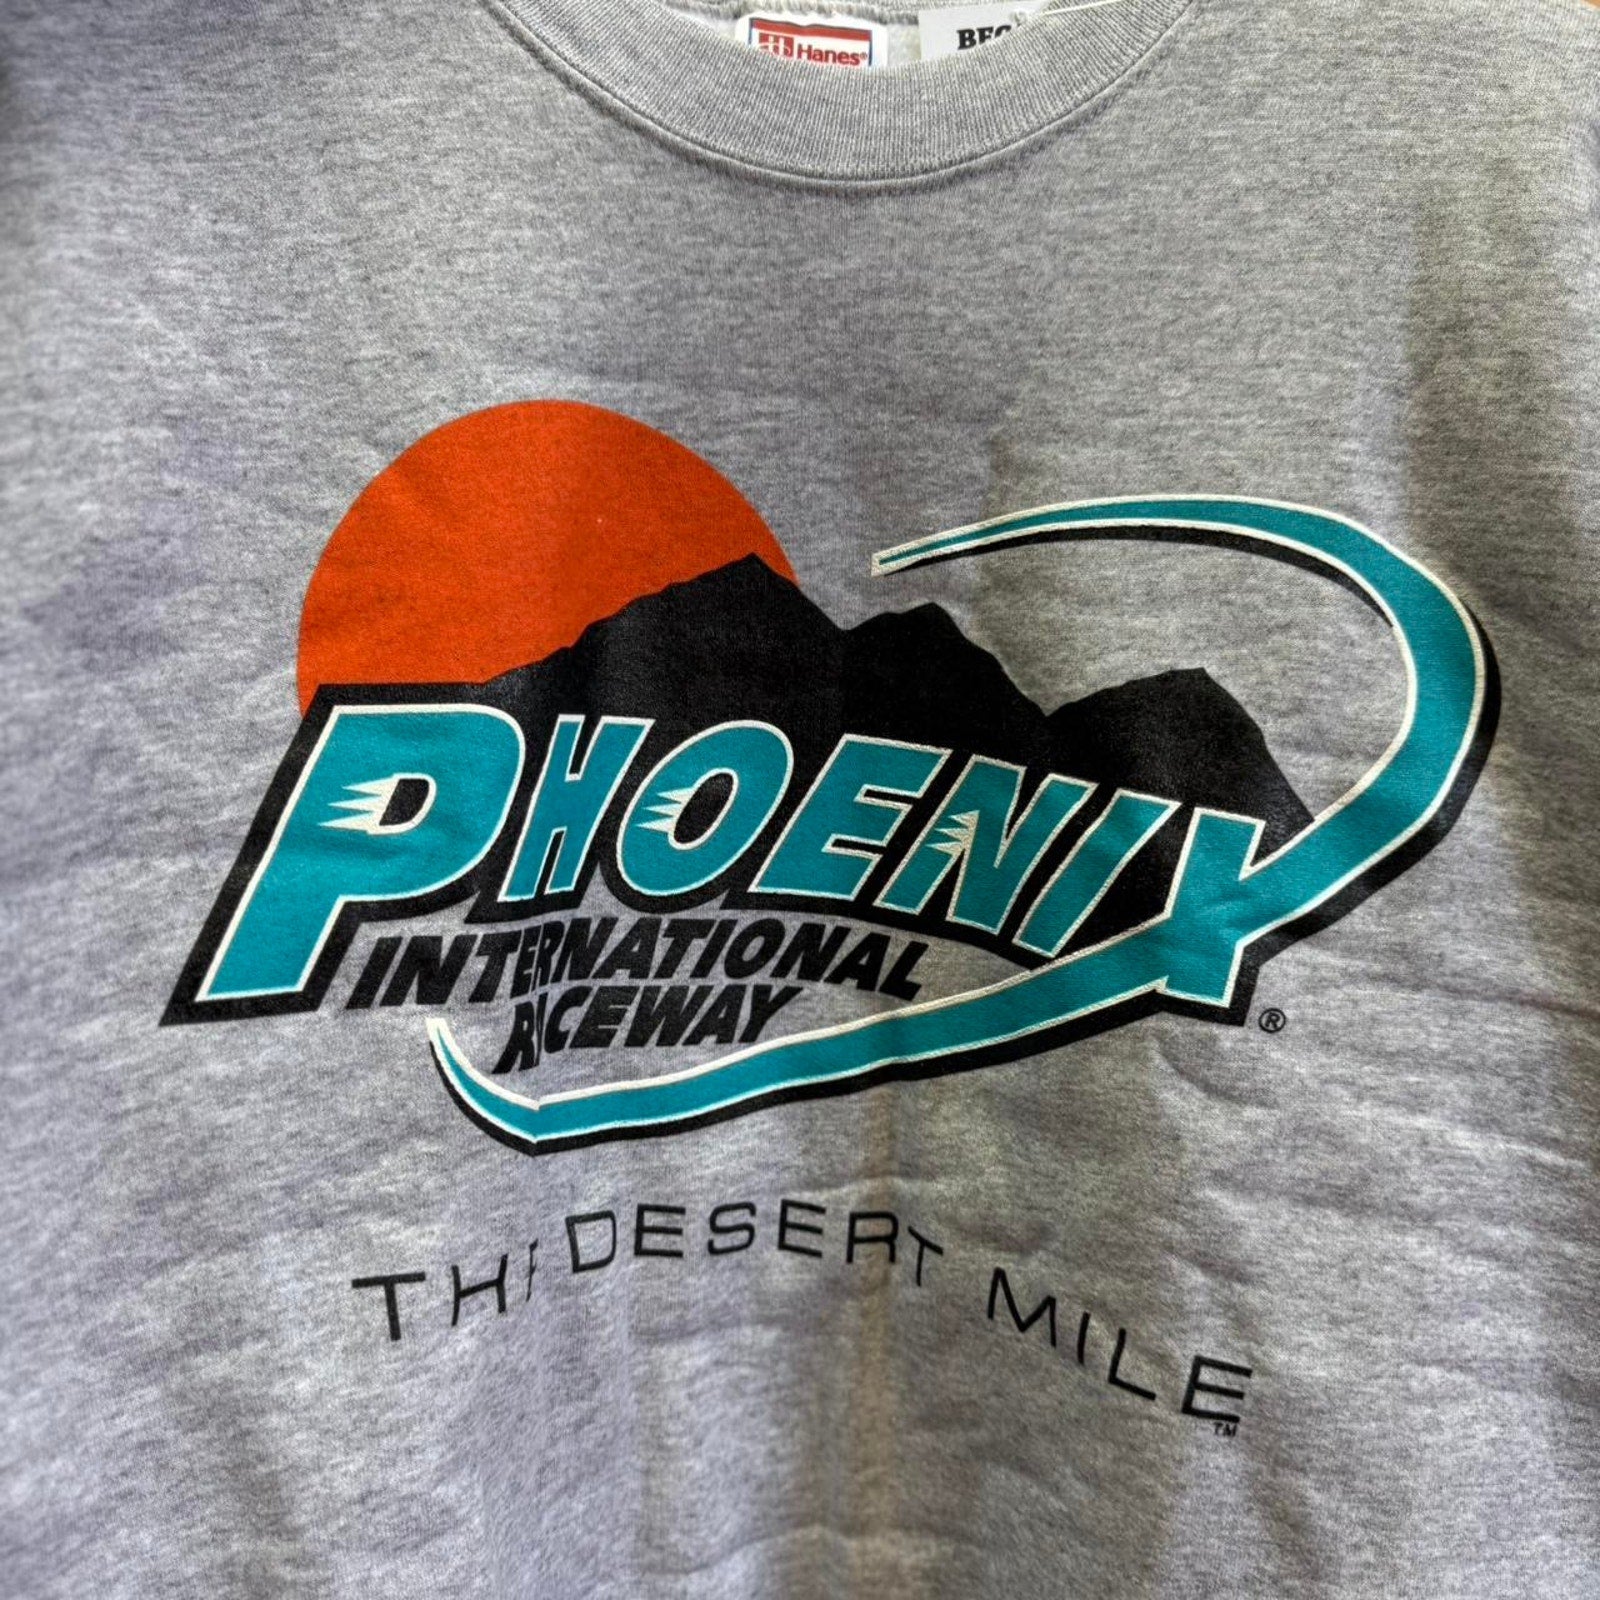 Hanes®
PHOENIX
INTERNATIONAL
RACEWAY
®
THE DESERT MILE
TM